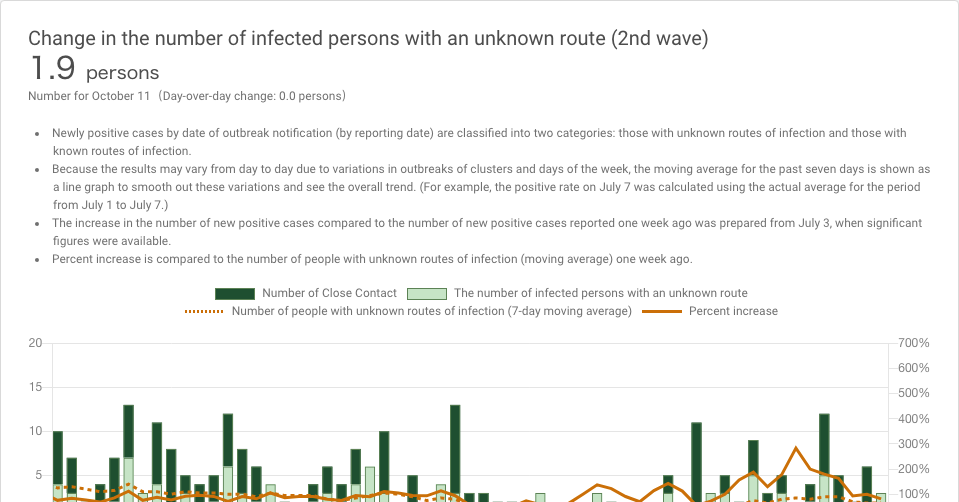 Change in the number of infected persons with an unknown route (2nd wave)
1.9 persons
Number for October 11 (Day-over-day change: 0.0 persons)
• Newly positive cases by date of outbreak notification (by reporting date) are classified into two categories: those with unknown routes of infection and those with
known routes of infection.
• Because the results may vary from day to day due to variations in outbreaks of clusters and days of the week, the moving average for the past seven days is shown as
a line graph to smooth out these variations and see the overall trend. (For example, the positive rate on July 7 was calculated using the actual average for the period
from July 1 to July 7.)
• The increase in the number of new positive cases compared to the number of new positive cases reported one week ago was prepared from July 3, when significant
figures were available.
• Percent increase is compared to the number of people with unknown routes of infection (moving average) one week ago.
Number of Close Contact The number of infected persons with an unknown route
Number of people with unknown routes of infection (7-day moving average) Percent increase
20 700%
600%
15 500%
400%
10 300%
200%
5 100%